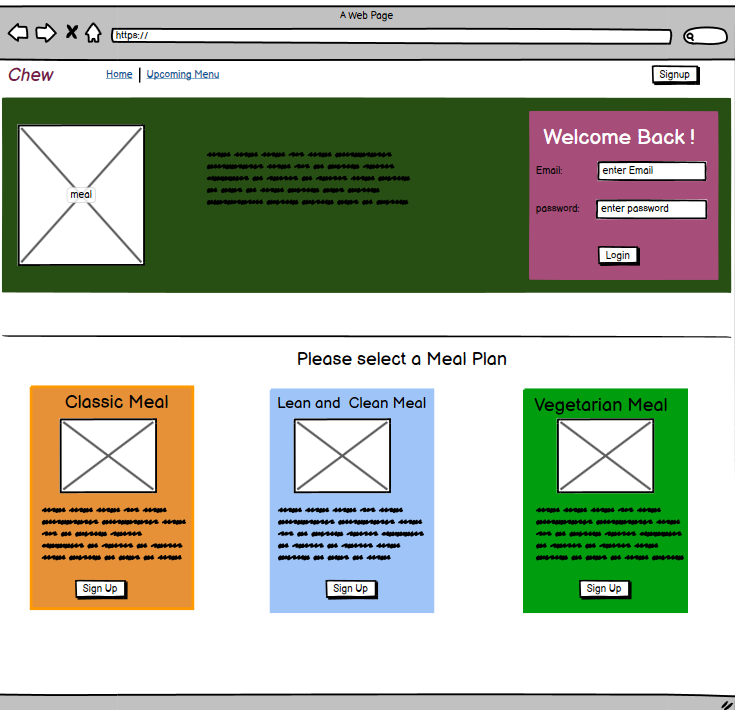 A Web Page
https://
Chew
Home
Upcoming Menu
Signup
meal
Welcome Back !
Email:
enter Email
password:
enter password
Login
Please select a Meal Plan
Classic Meal
Lean and Clean Meal
Vegetarian Meal
Sign Up
Sign Up
Sign Up